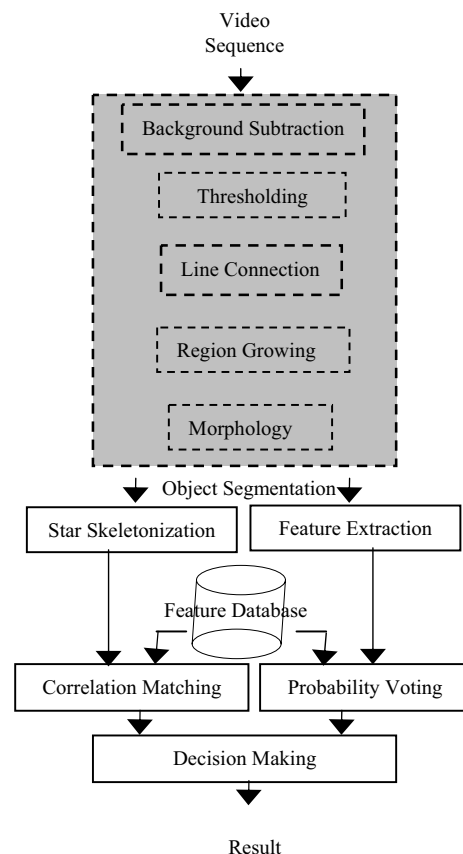 Video
Sequence
Background Subtraction
Thresholding
Line Connection
Region Growing
Morphology
Object Segmentation
Star Skeletonization
Feature Extraction
Feature Database
Correlation Matching
Probability Voting
Decision Making
Result